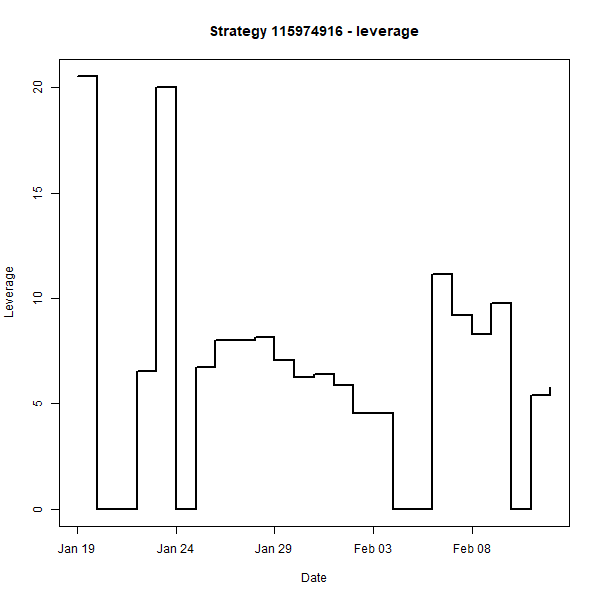 Strategy 115974916 - leverage
Leverage
20
15
10
5
0
Jan 19 Jan 24 Jan 29 Feb 03 Feb 08
Date